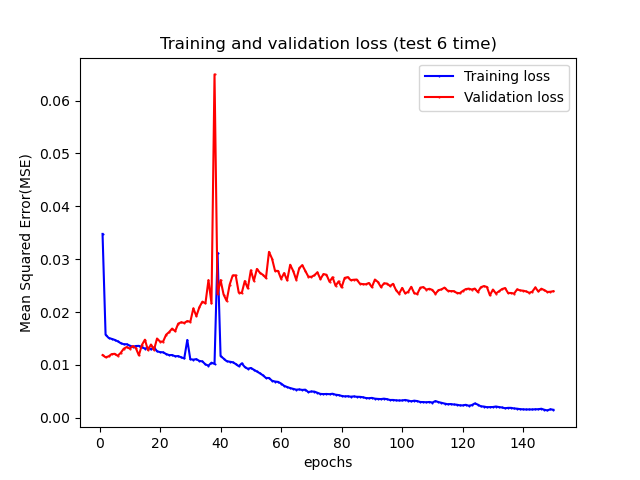 Training and validation loss (test 6 time)
Training loss
Validation loss
Mean Squared Error(MSE)
0.06
0.05
0.04
0.03
0.02
0.01
0.00
0 20 40 60 80 100 120 140
epochs